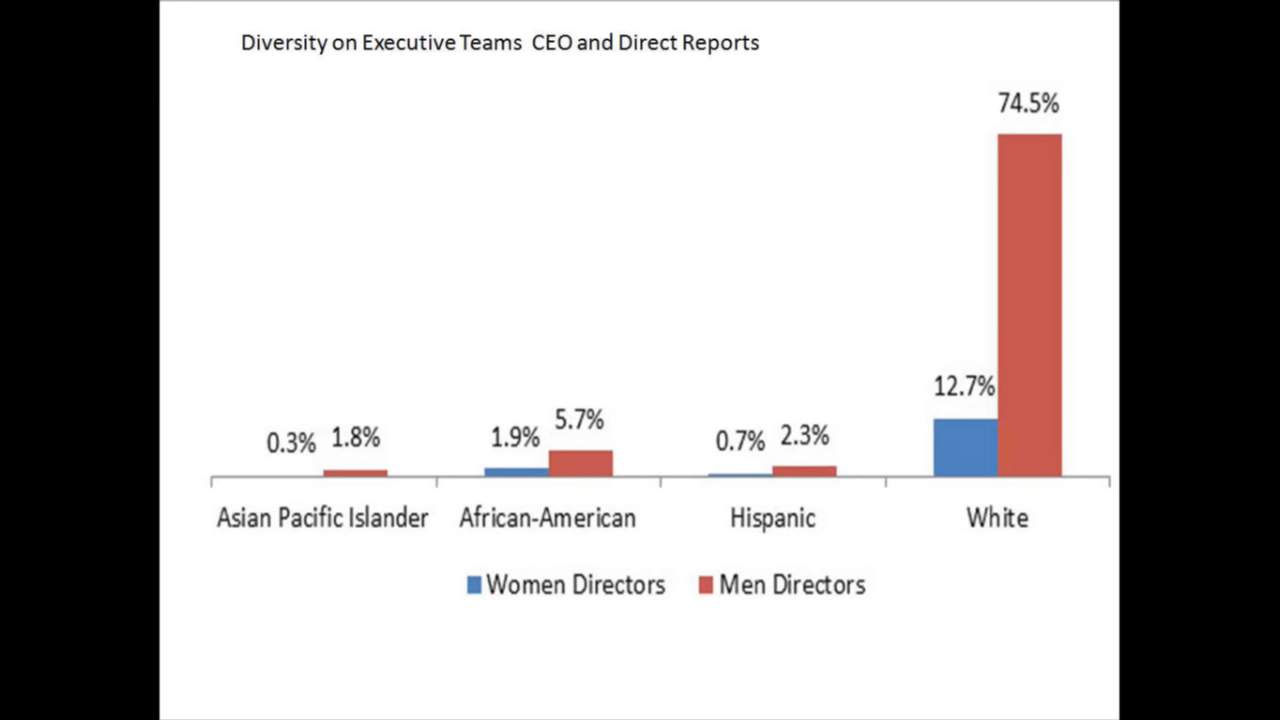 Diversity on Executive Teams CEO and Direct Reports
74.5%
12.7%
5.7%
0.3% 1.8% 1.9% 0.7% 2.3%
Asian Pacific Islander African-American Hispanic White
Women Directors Men Directors